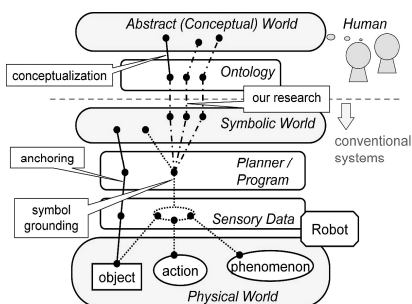 Abstract (Conceptual) World
Human
conceptualization
Ontology
our research
Symbolic World
conventional
systems
anchoring
Planner /
Program
symbol
grounding
Sensory Data
Robot
object
action
phenomenon
Physical World